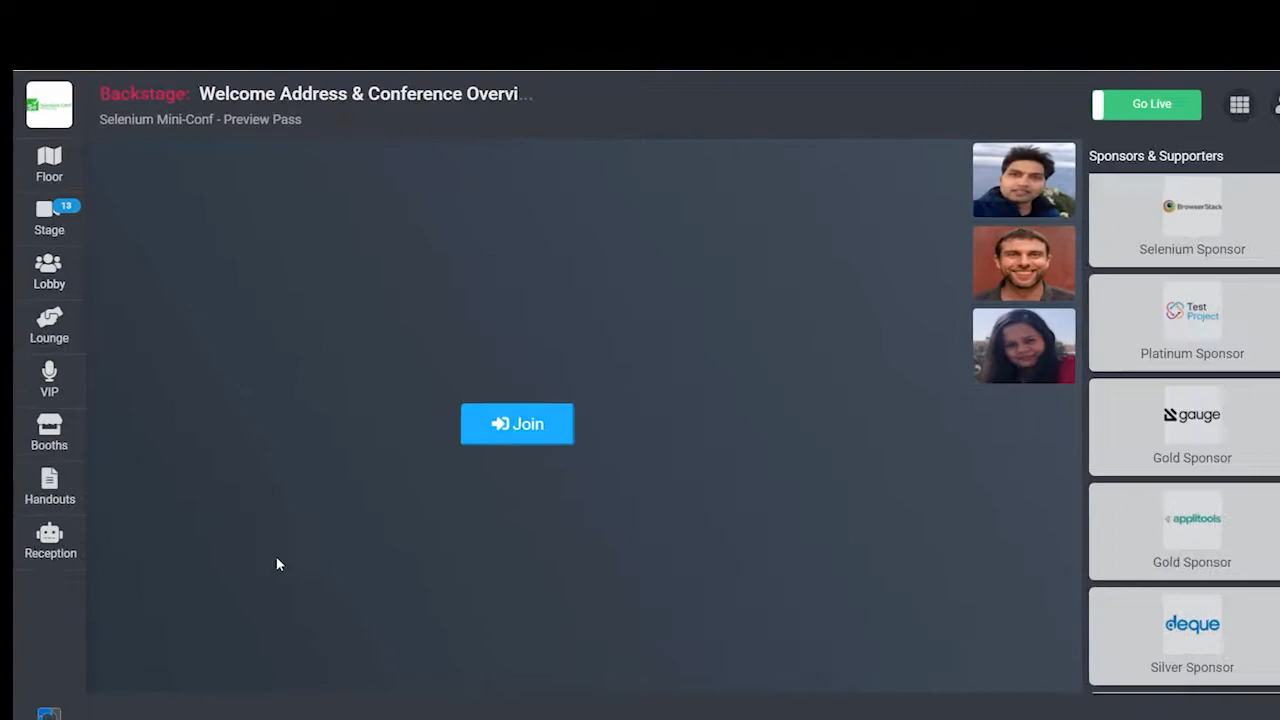 Backstage: Welcome Address & Conference Overvi...
Selenium Mini-Conf - Preview Pass
Go Live
Floor
13
Stage
Lobby
Lounge
VIP
Booths
Handouts
Reception
Join
Sponsors & Supporters
BrowserStack
Selenium Sponsor
Test
Project
Platinum Sponsor
gauge
Gold Sponsor
applitools
Gold Sponsor
deque
Silver Sponsor